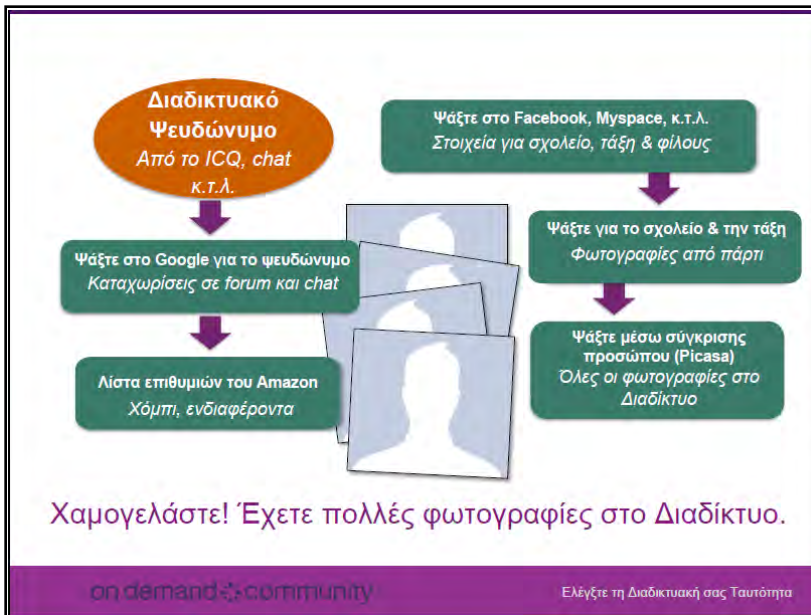 Διαδικτυακό
Ψευδώνυμο
Από το ICQ, chat
κ.τ.λ.
Ψάξτε στο Google για το ψευδώνυμο
Καταχωρίσεις σε forum και chat
Λίστα επιθυμιών του Amazon
Χόμπι, ενδιαφέροντα
Ψάξτε στο Facebook, Myspace, κ.τ.λ.
Στοιχεία για σχολείο, τάξη & φίλους
Ψάξτε για το σχολείο & την τάξη
Φωτογραφίες από πάρτι
Ψάξτε μέσω σύγκρισης
προσώπου (Picasa)
Όλες οι φωτογραφίες στο
Διαδίκτυο
Χαμογελάστε! Έχετε πολλές φωτογραφίες στο Διαδίκτυο.
on demand community
Ελέγξτε τη Διαδικτυακή σας Ταυτότητα